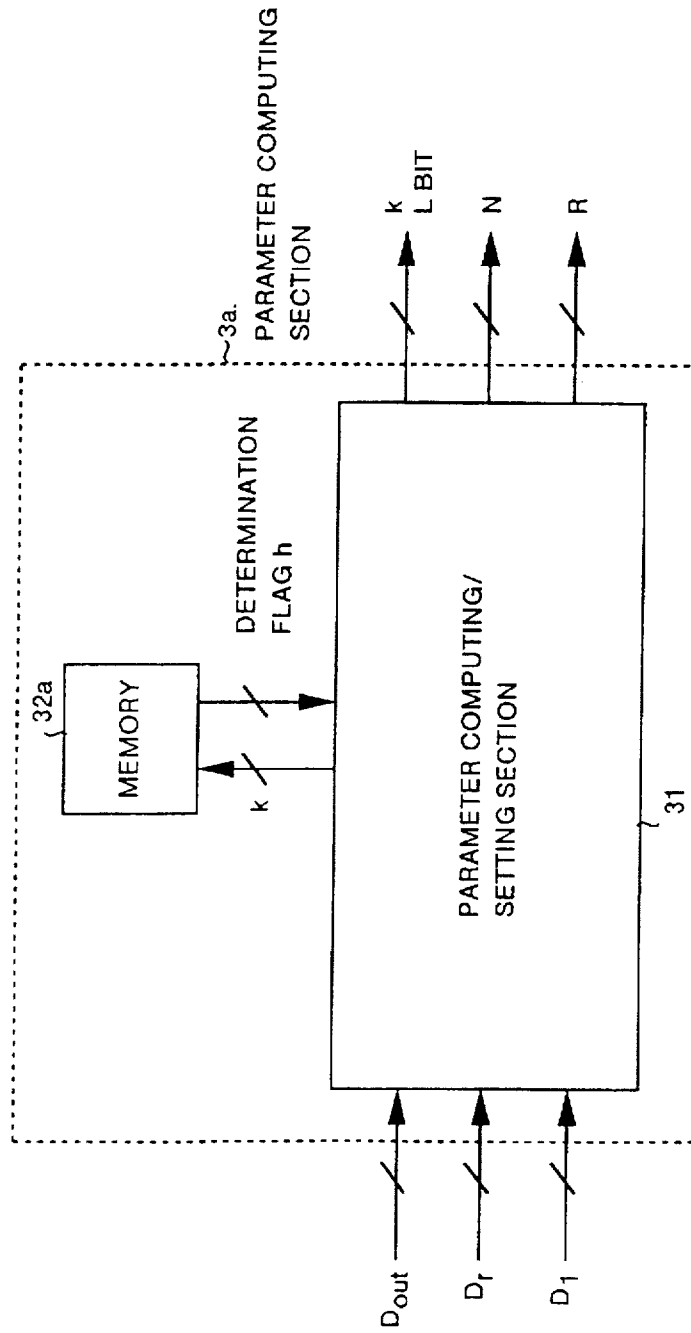 3a.
PARAMETER COMPUTING
SECTION
32a
MEMORY
k
DETERMINATION
FLAG h
Dout
Dr
D1
PARAMETER COMPUTING/
SETTING SECTION
31
k
L BIT
N
R